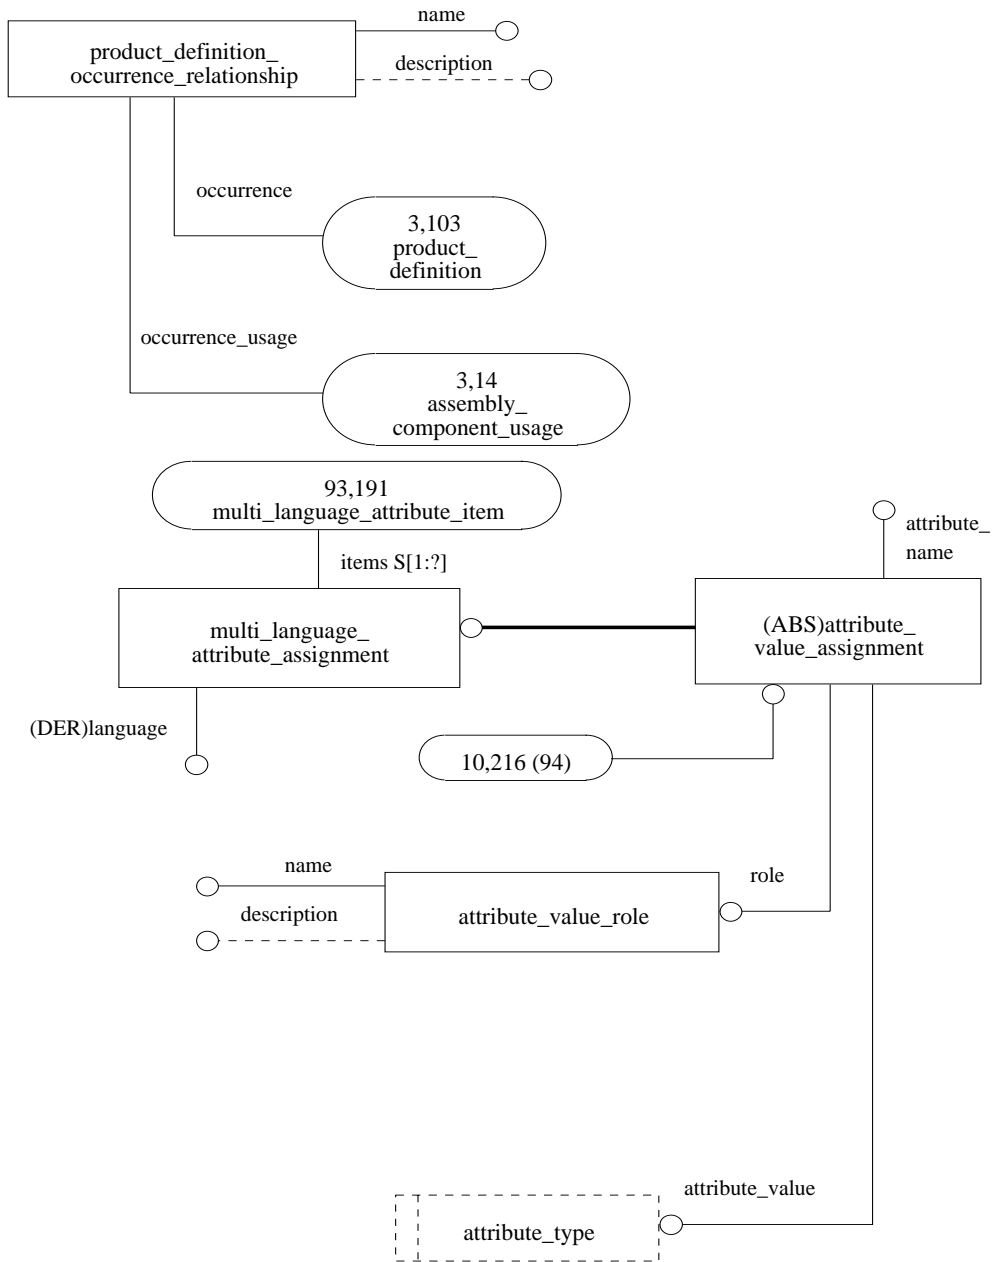 name
product_definition_
occurrence_relationship
description
occurrence
3,103
product_
definition
occurrence_usage
3,14
assembly_
component_usage
93,191
multi_language_attribute_item
attribute_
name
items S[1:?]
multi_language_
attribute_assignment
(ABS)attribute_
value_assignment
(DER)language
10,216 (94)
name
role
description
attribute_value_role
attribute_value
attribute_type